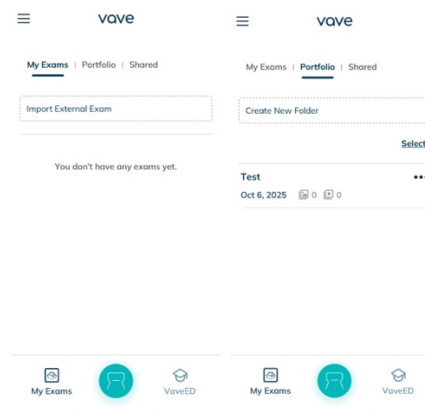 vave
My Exams | Portfolio | Shared
Import External Exam
You don't have any exams yet.
My Exams
VaveED
vave
My Exams | Portfolio | Shared
Create New Folder
Select
Test
Oct 6, 2025 0 0
My Exams
VaveED